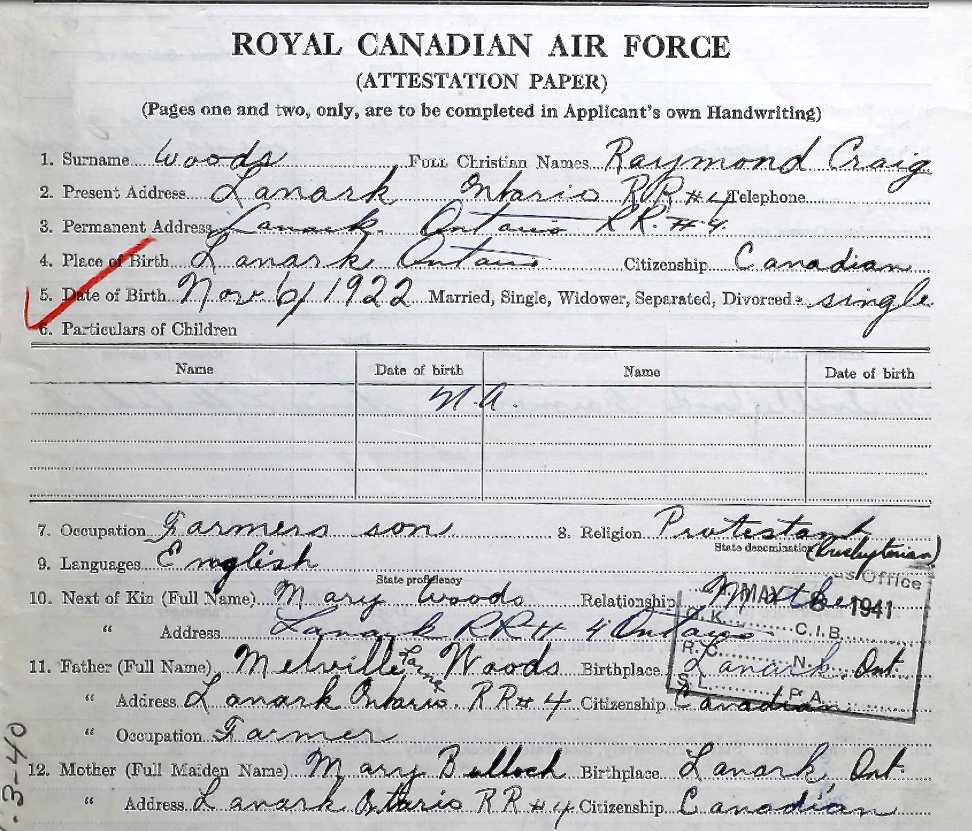 ROYAL CANADIAN AIR FORCE
(ATTESTATION PAPER)
(Pages one and two, only, are to be completed in Applicant's own Handwriting)
1. Surname Woods Full Christian Names Raymond Craig
2. Present Address Lanark Ontario RR #4 Telephone
3. Permanent Address Lanark. Ontario RR. #4.
4. Place of Birth Lanark Ontario Citizenship Canadian
5. Date of Birth Nov 6/1922 Married, Single, Widower, Separated, Divorced single
6. Particulars of Children
Name Date of birth Name Date of birth
N.A.
7. Occupation Farmers son 8. Religion Protestant
State denomination (Presbyterian)
9. Languages English
State proficiency
10. Next of Kin (Full Name) Mary Woods Relationship Mother
" Address Lanark RR # 4 Ontario
11. Father (Full Name) Melville Woods Birthplace Lanark, Ont.
" Address Lanark Ontario. RR# 4 Citizenship Canadian
" Occupation Farmer
12. Mother (Full Maiden Name) Mary Bulloch Birthplace Lanark Ont.
" Address Lanark Ontario RR #4 Citizenship Canadian
Office
MAY 1941
C.I.B.
N.
P.A.
.3-40